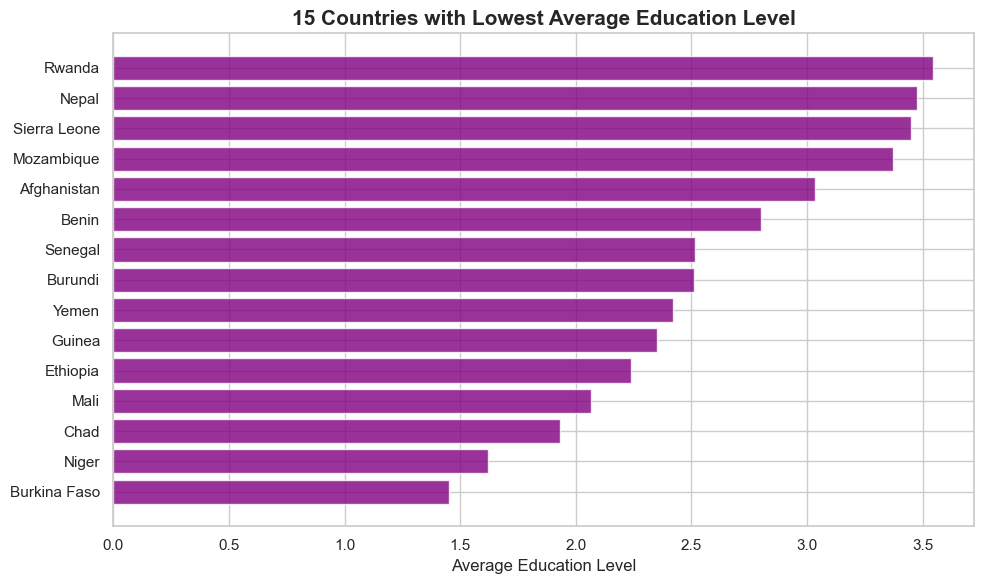 15 Countries with Lowest Average Education Level
Rwanda
Nepal
Sierra Leone
Mozambique
Afghanistan
Benin
Senegal
Burundi
Yemen
Guinea
Ethiopia
Mali
Chad
Niger
Burkina Faso
0.0 0.5 1.0 1.5 2.0 2.5 3.0 3.5
Average Education Level